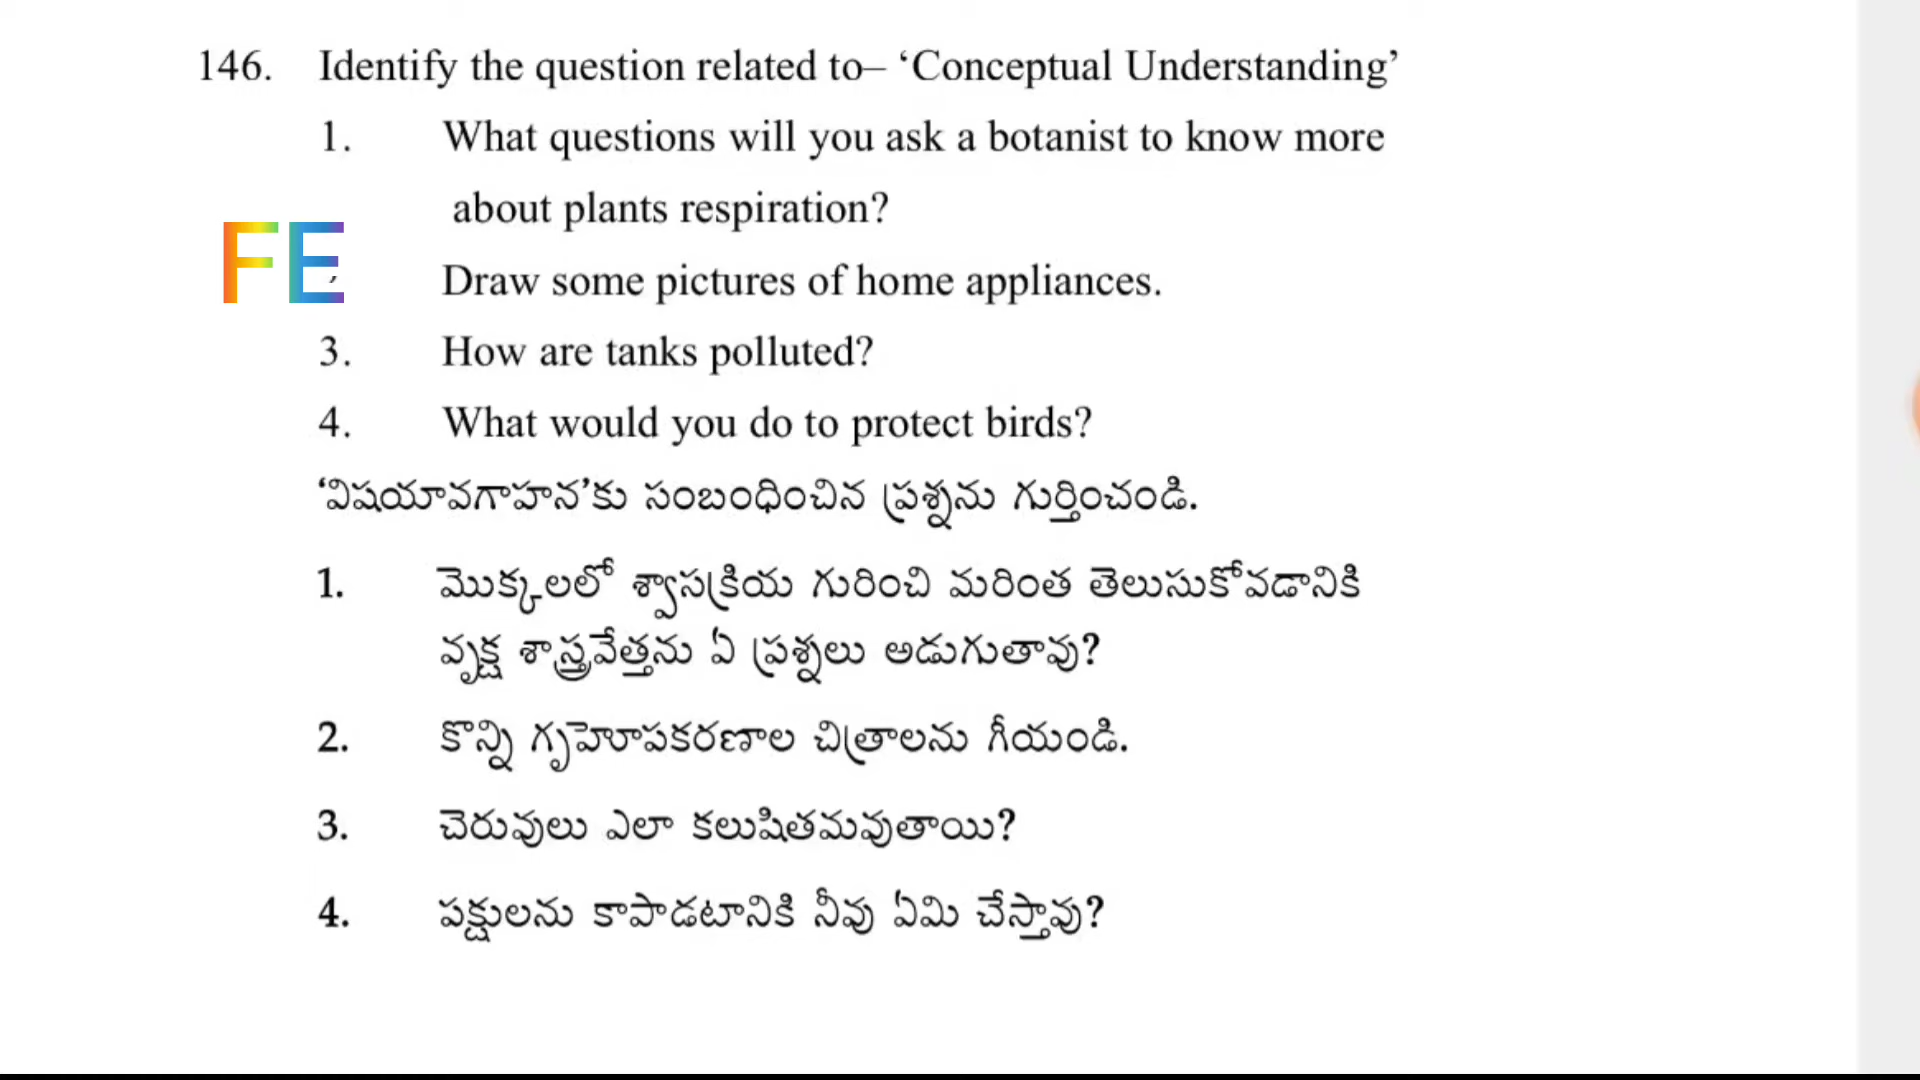 146. Identify the question related to– ‘Conceptual Understanding’
1. What questions will you ask a botanist to know more
about plants respiration?
FE
Draw some pictures of home appliances.
3. How are tanks polluted?
4. What would you do to protect birds?
‘విషయావగాహన’కు సంబంధించిన ప్రశ్నను గుర్తించండి.
1. మొక్కలలో శ్వాసక్రియ గురించి మరింత తెలుసుకోవడానికి
వృక్ష శాస్త్రవేత్తను ఏ ప్రశ్నలు అడుగుతావు?
2. కొన్ని గృహోపకరణాల చిత్రాలను గీయండి.
3. చెరువులు ఎలా కలుషితమవుతాయి?
4. పక్షులను కాపాడటానికి నీవు ఏమి చేస్తావు?